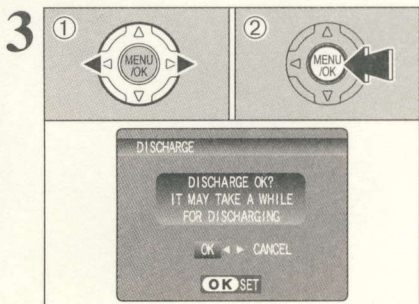 3
①
MENU
/OK
②
MENU
/OK
DISCHARGE
DISCHARGE OK?
IT MAY TAKE A WHILE
FOR DISCHARGING
OK ◄ ► CANCEL
OK SET